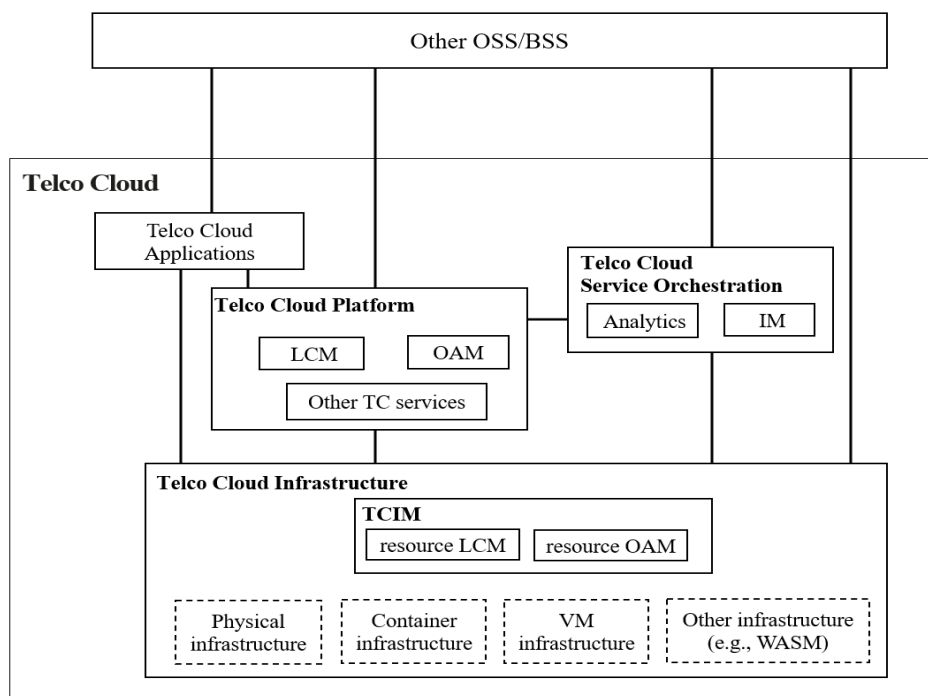 Other OSS/BSS
Telco Cloud
Telco Cloud
Applications
Telco Cloud
Service Orchestration
Analytics
IM
Telco Cloud Platform
LCM
OAM
Other TC services
Telco Cloud Infrastructure
TCIM
resource LCM
resource OAM
Physical
infrastructure
Container
infrastructure
VM
infrastructure
Other infrastructure
(e.g., WASM)